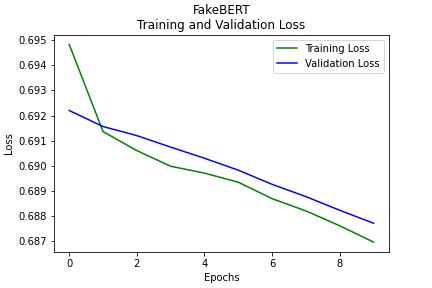 FakeBERT
Training and Validation Loss
Training Loss
Validation Loss
0.695
0.694
0.693
0.692
0.691
0.690
0.689
0.688
0.687
Loss
0 2 4 6 8
Epochs